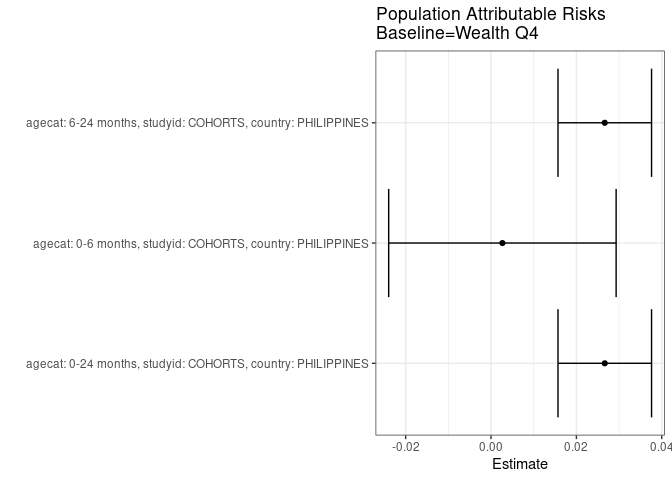 Population Attributable Risks
Baseline=Wealth Q4
agecat: 6-24 months, studyid: COHORTS, country: PHILIPPINES
agecat: 0-6 months, studyid: COHORTS, country: PHILIPPINES
agecat: 0-24 months, studyid: COHORTS, country: PHILIPPINES
-0.02 0.00 0.02 0.04
Estimate